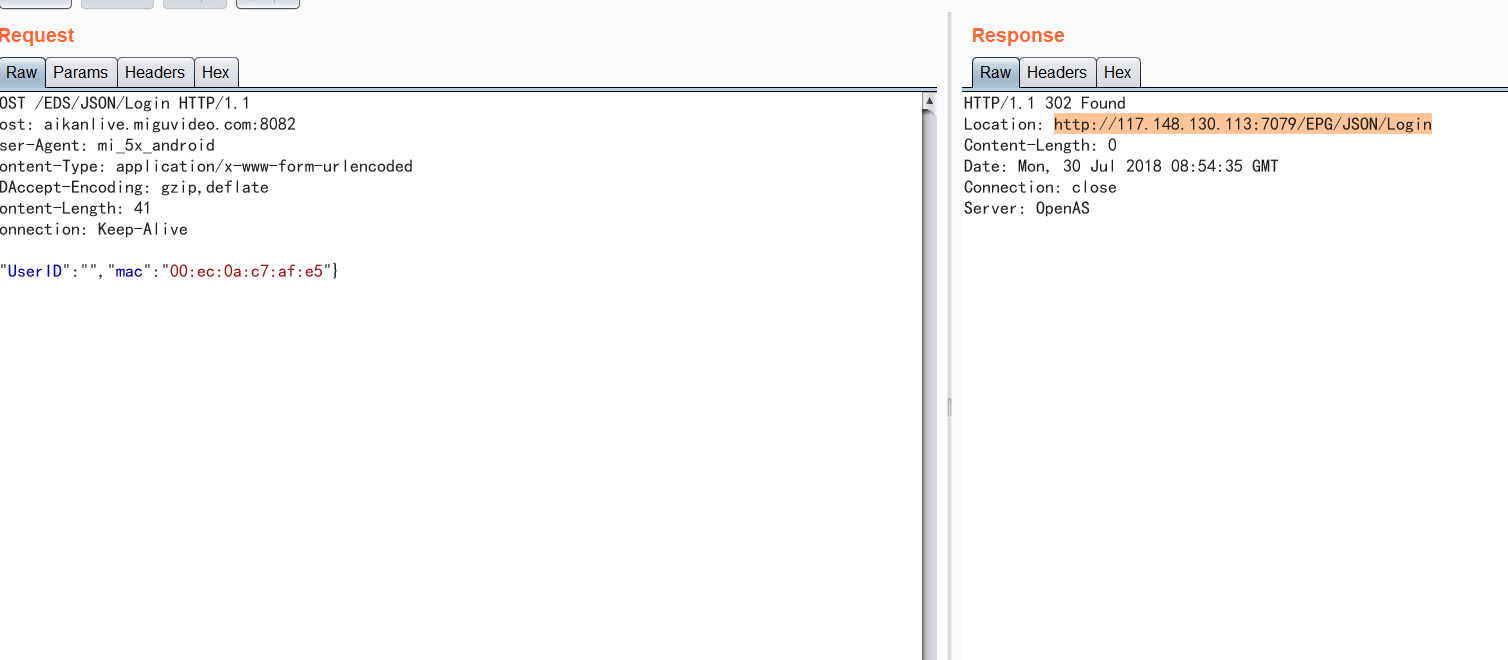 Request
Raw Params Headers Hex
OST /EDS/JSON/Login HTTP/1.1
ost: aikanlive.miguvideo.com:8082
ser-Agent: mi_5x_android
ontent-Type: application/x-www-form-urlencoded
DAccept-Encoding: gzip,deflate
ontent-Length: 41
onnection: Keep-Alive
"UserID":"","mac":"00:ec:0a:c7:af:e5"}
Response
Raw Headers Hex
HTTP/1.1 302 Found
Location: http://117.148.130.113:7079/EPG/JSON/Login
Content-Length: 0
Date: Mon, 30 Jul 2018 08:54:35 GMT
Connection: close
Server: OpenAS